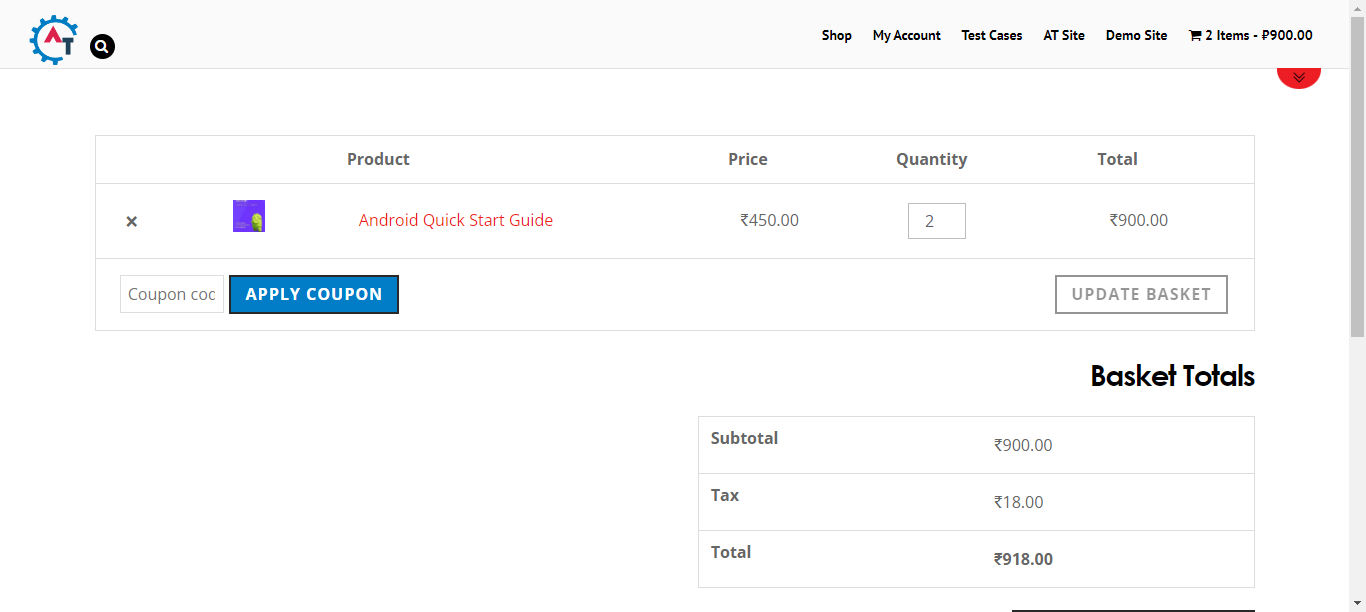 AT
Shop My Account Test Cases AT Site Demo Site 2 Items - ₹900.00
Product Price Quantity Total
× Android Quick Start Guide ₹450.00 2 ₹900.00
Coupon coc APPLY COUPON UPDATE BASKET
Basket Totals
Subtotal ₹900.00
Tax ₹18.00
Total ₹918.00